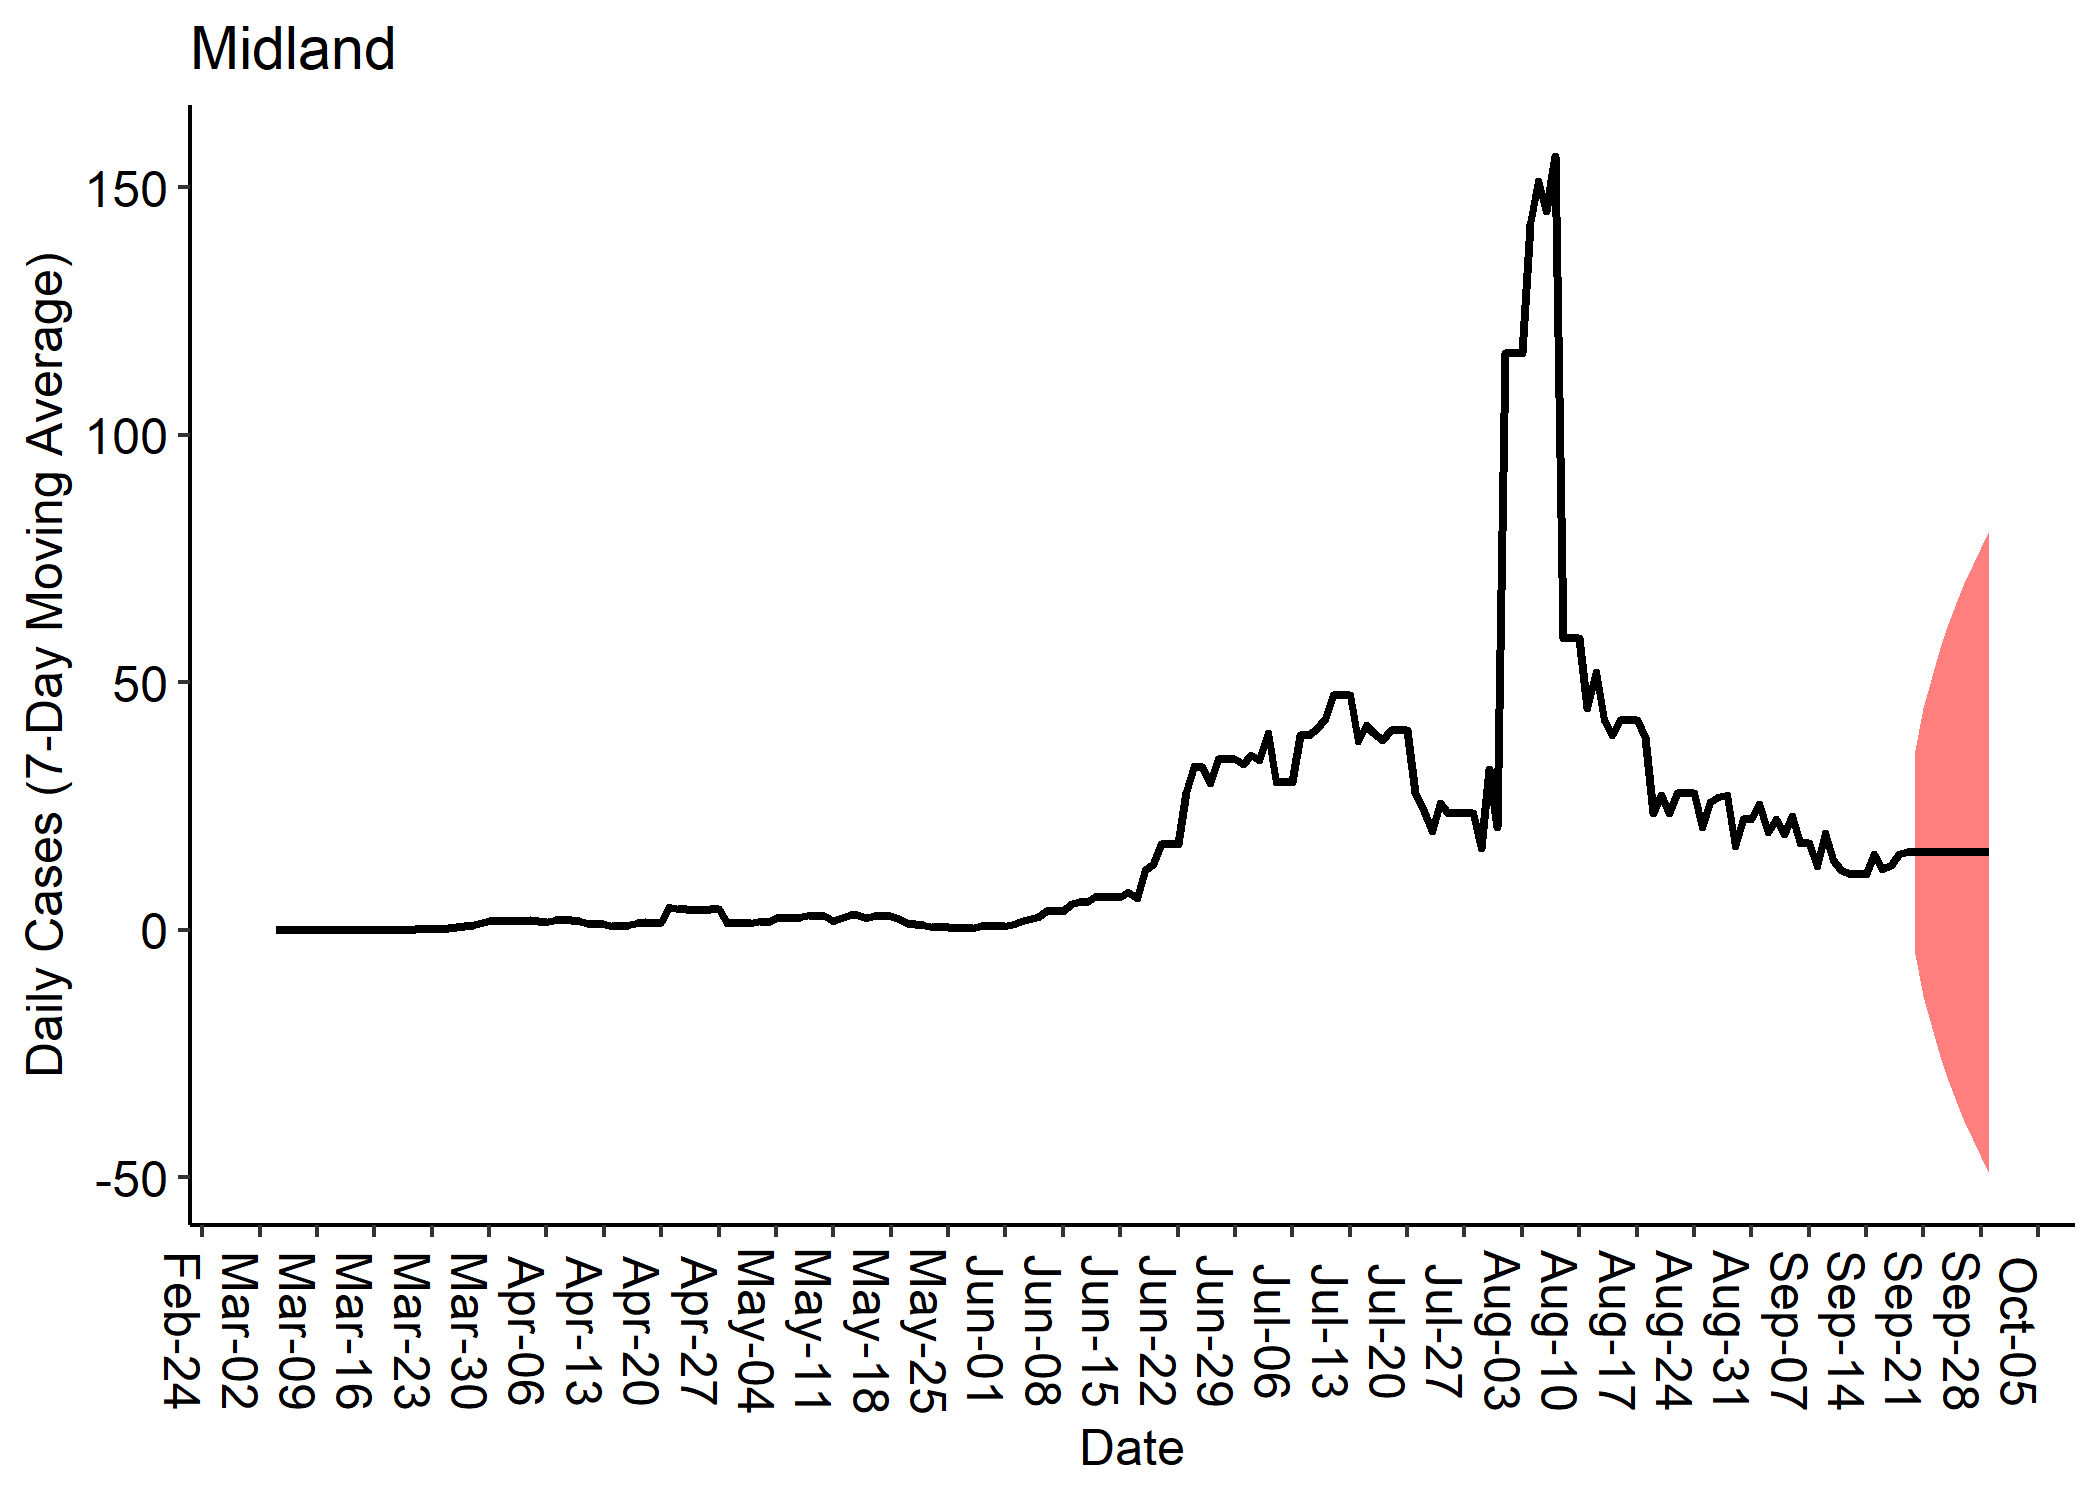 Midland
Daily Cases (7-Day Moving Average)
150
100
50
0
-50
Feb-24
Mar-02
Mar-09
Mar-16
Mar-23
Mar-30
Apr-06
Apr-13
Apr-20
Apr-27
May-04
May-11
May-18
May-25
Jun-01
Jun-08
Jun-15
Jun-22
Jun-29
Jul-06
Jul-13
Jul-20
Jul-27
Aug-03
Aug-10
Aug-17
Aug-24
Aug-31
Sep-07
Sep-14
Sep-21
Sep-28
Oct-05
Date